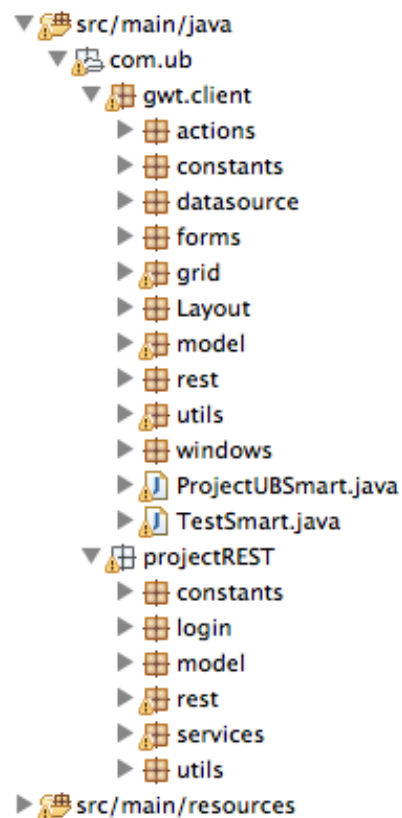 src/main/java
com.ub
gwt.client
actions
constants
datasource
forms
grid
Layout
model
rest
utils
windows
ProjectUBSmart.java
TestSmart.java
projectREST
constants
login
model
rest
services
utils
src/main/resources